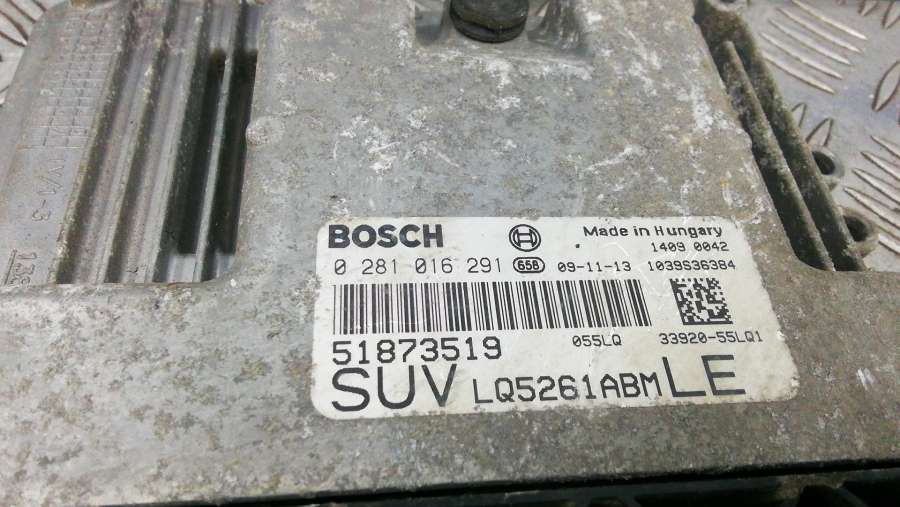 BOSCH Made in Hungary
1409 0042
0 281 016 291 658 09-11-13 1039S36384
055LQ 33920-55LQ1
51873519
SUV LQ5261ABM LE